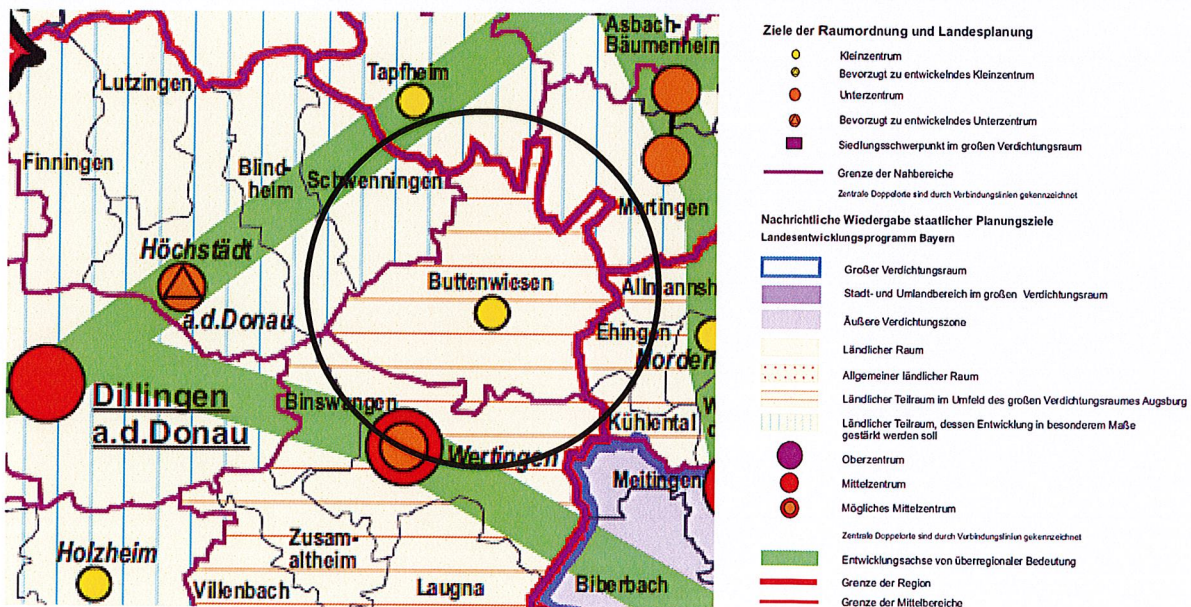 Asbach-
Bäumenheim
Tapfheim
Lutzingen
Finningen
Blind-
heim
Schwenningen
Mertingen
Höchstädt
a.d.Donau
Buttenwiesen
Allmannsh
Ehingen
Norden
Dillingen
a.d.Donau
Binswangen
Kühlental
Wertingen
Meitingen
Zusam-
altheim
Holzheim
Villenbach
Laugna
Biberbach
Ziele der Raumordnung und Landesplanung
Kleinzentrum
Bevorzugt zu entwickelndes Kleinzentrum
Unterzentrum
Bevorzugt zu entwickelndes Unterzentrum
Siedlungsschwerpunkt im großen Verdichtungsraum
Grenze der Nahbereiche
Zentrale Doppelorte sind durch Verbindungslinien gekennzeichnet
Nachrichtliche Wiedergabe staatlicher Planungsziele
Landesentwicklungsprogramm Bayern
Großer Verdichtungsraum
Stadt- und Umlandbereich im großen Verdichtungsraum
Äußere Verdichtungszone
Ländlicher Raum
Allgemeiner ländlicher Raum
Ländlicher Teilraum im Umfeld des großen Verdichtungsraumes Augsburg
Ländlicher Teilraum, dessen Entwicklung in besonderem Maße
gestärkt werden soll
Oberzentrum
Mittelzentrum
Mögliches Mittelzentrum
Zentrale Doppelorte sind durch Verbindungslinien gekennzeichnet
Entwicklungsachse von überregionaler Bedeutung
Grenze der Region
Grenze der Mittelbereiche